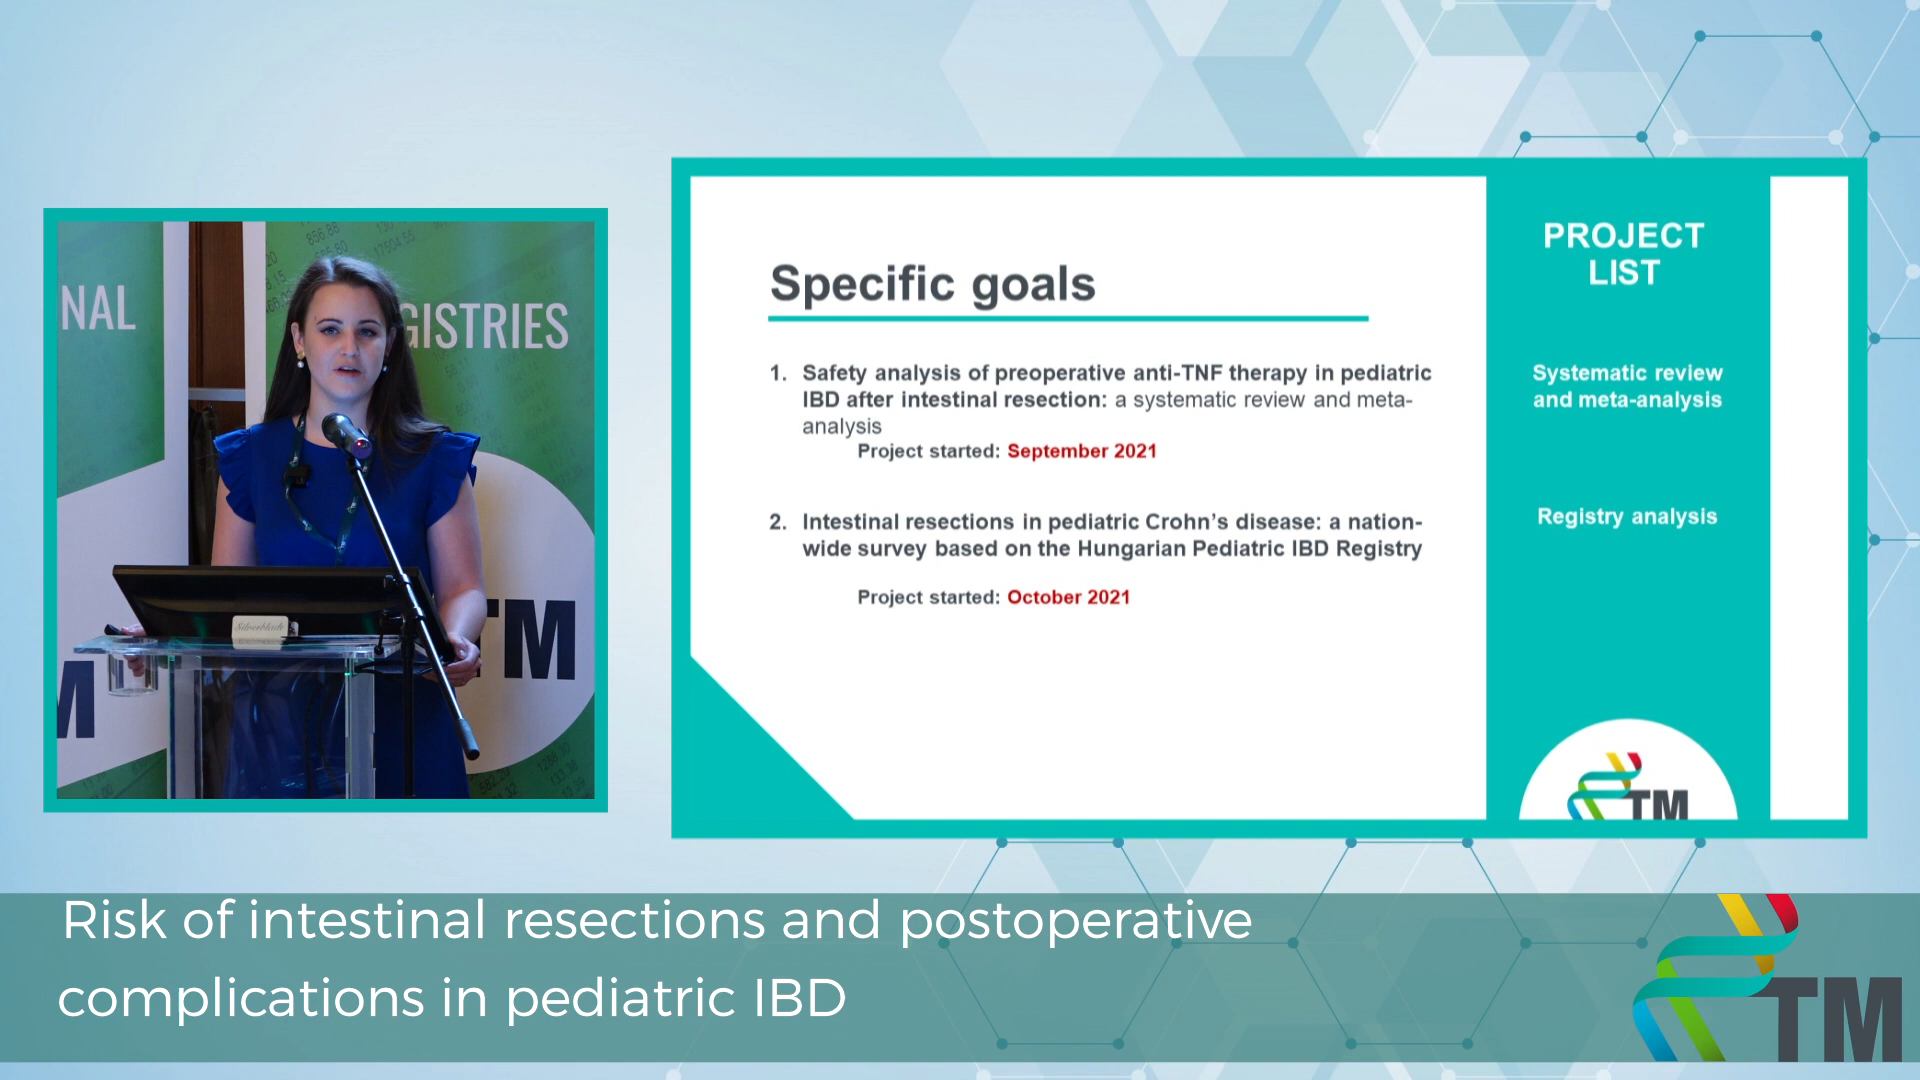 NAL
GISTRIES
TM
M
Silverblade
Specific goals
1. Safety analysis of preoperative anti-TNF therapy in pediatric
IBD after intestinal resection: a systematic review and meta-
analysis
Project started: September 2021
2. Intestinal resections in pediatric Crohn's disease: a nation-
wide survey based on the Hungarian Pediatric IBD Registry
Project started: October 2021
PROJECT
LIST
Systematic review
and meta-analysis
Registry analysis
TM
Risk of intestinal resections and postoperative
complications in pediatric IBD
TM